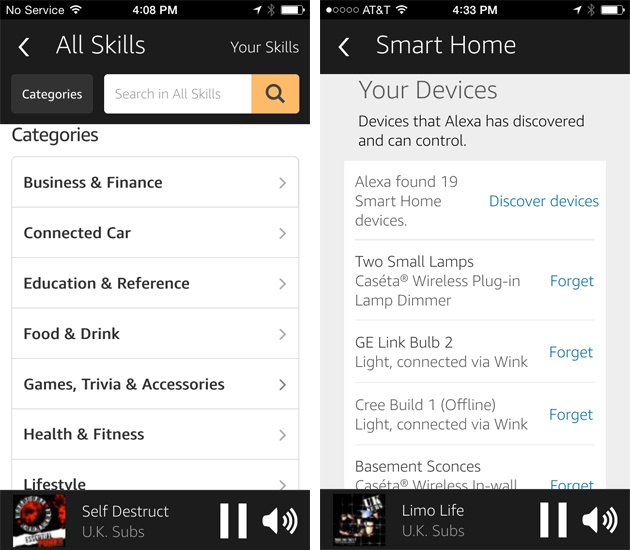 No Service 4:08 PM
All Skills
Your Skills
Categories
Search in All Skills
Categories
Business & Finance
Connected Car
Education & Reference
Food & Drink
Games, Trivia & Accessories
Health & Fitness
Lifestyle
Self Destruct
U.K. Subs
AT&T 4:33 PM
Smart Home
Your Devices
Devices that Alexa has discovered
and can control.
Alexa found 19
Smart Home
devices.
Discover devices
Two Small Lamps
Caséta® Wireless Plug-in
Lamp Dimmer
Forget
GE Link Bulb 2
Light, connected via Wink
Forget
Cree Build 1 (Offline)
Light, connected via Wink
Forget
Basement Sconces
Caséta® Wireless In-wall
Forget
Limo Life
U.K. Subs